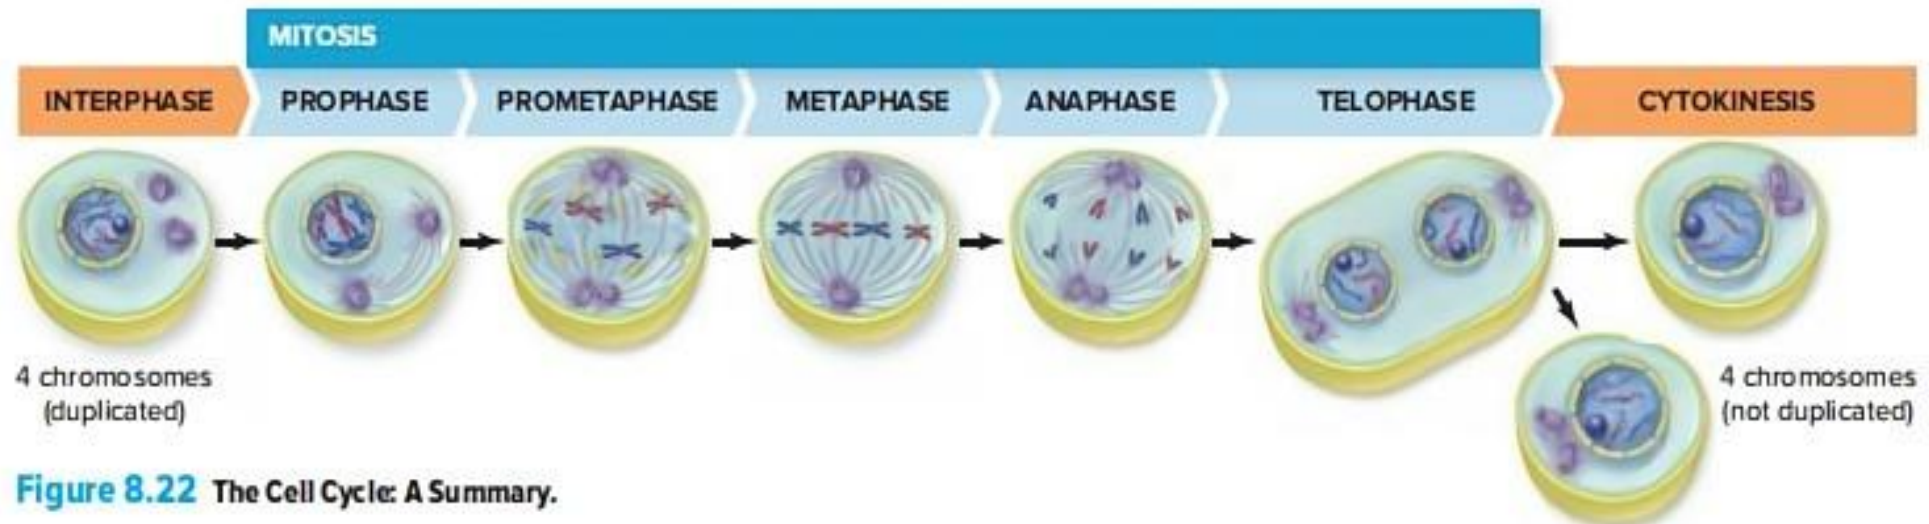 MITOSIS
INTERPHASE
PROPHASE
PROMETAPHASE
METAPHASE
ANAPHASE
TELOPHASE
CYTOKINESIS
4 chromosomes
(duplicated)
4 chromosomes
(not duplicated)
Figure 8.22 The Cell Cycle: A Summary.